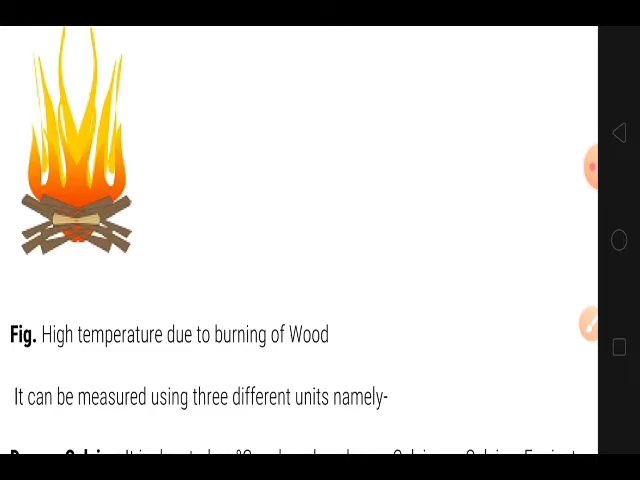 Fig. High temperature due to burning of Wood
It can be measured using three different units namely-